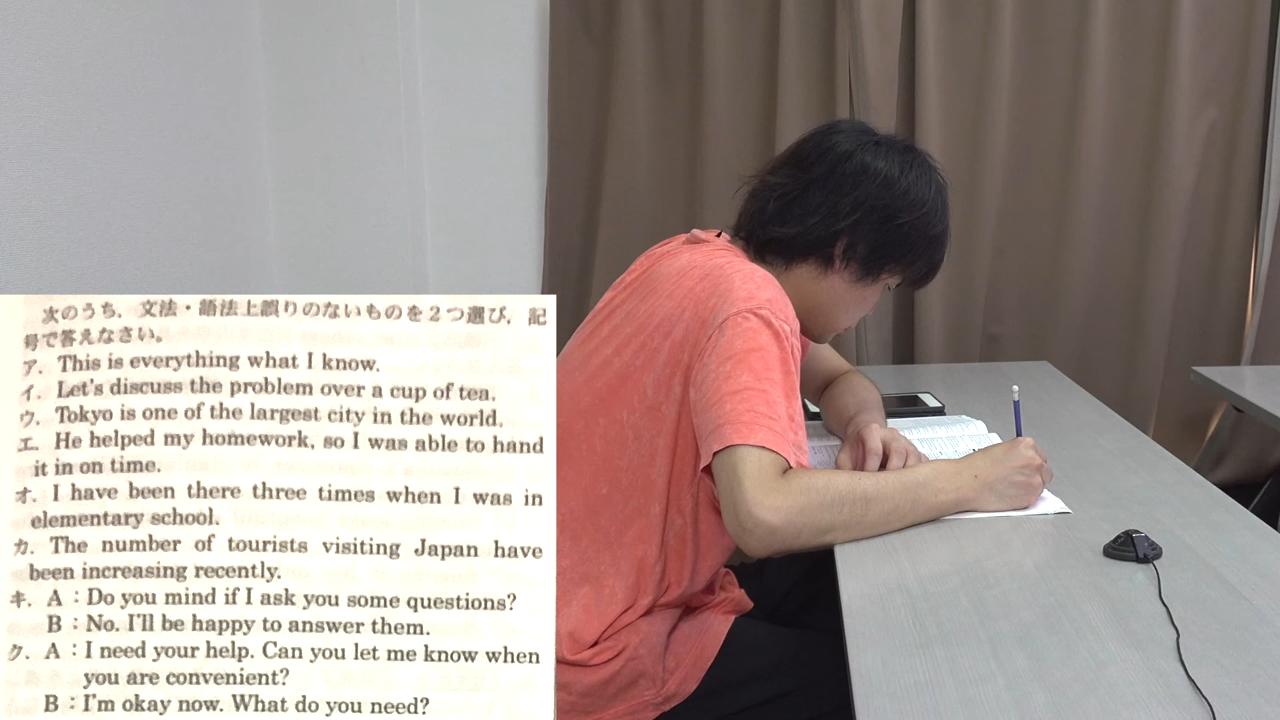 次のうち，文法・語法上誤りのないものを２つ選び，記
号で答えなさい。
ア．This is everything what I know.
イ．Let's discuss the problem over a cup of tea.
ウ．Tokyo is one of the largest city in the world.
エ．He helped my homework, so I was able to hand
it in on time.
オ．I have been there three times when I was in
elementary school.
カ．The number of tourists visiting Japan have
been increasing recently.
キ．A：Do you mind if I ask you some questions?
B：No. I'll be happy to answer them.
ク．A：I need your help. Can you let me know when
you are convenient?
B：I'm okay now. What do you need?